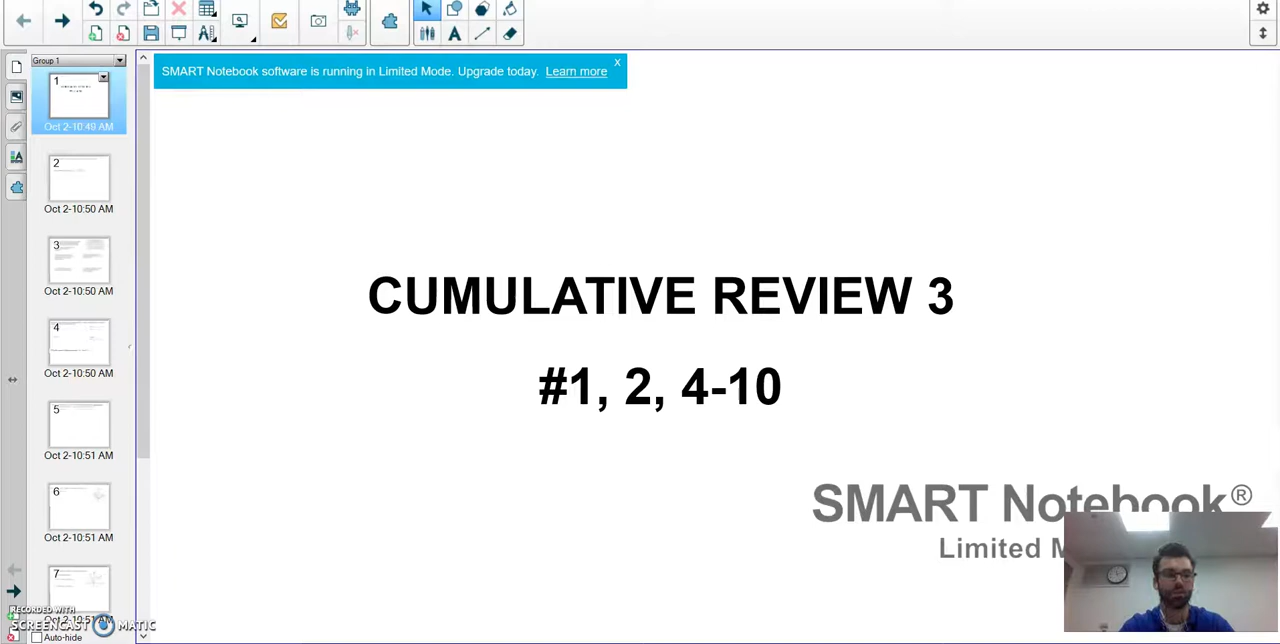 Group 1
SMART Notebook software is running in Limited Mode. Upgrade today. Learn more X
1
Oct 2-10:49 AM
2
Oct 2-10:50 AM
3
Oct 2-10:50 AM
4
Oct 2-10:50 AM
5
Oct 2-10:51 AM
6
Oct 2-10:51 AM
7
CUMULATIVE REVIEW 3
#1, 2, 4-10
SMART Notebook®
Limited
RECORDED WITH
SCREENCAST MATIC
Auto-hide